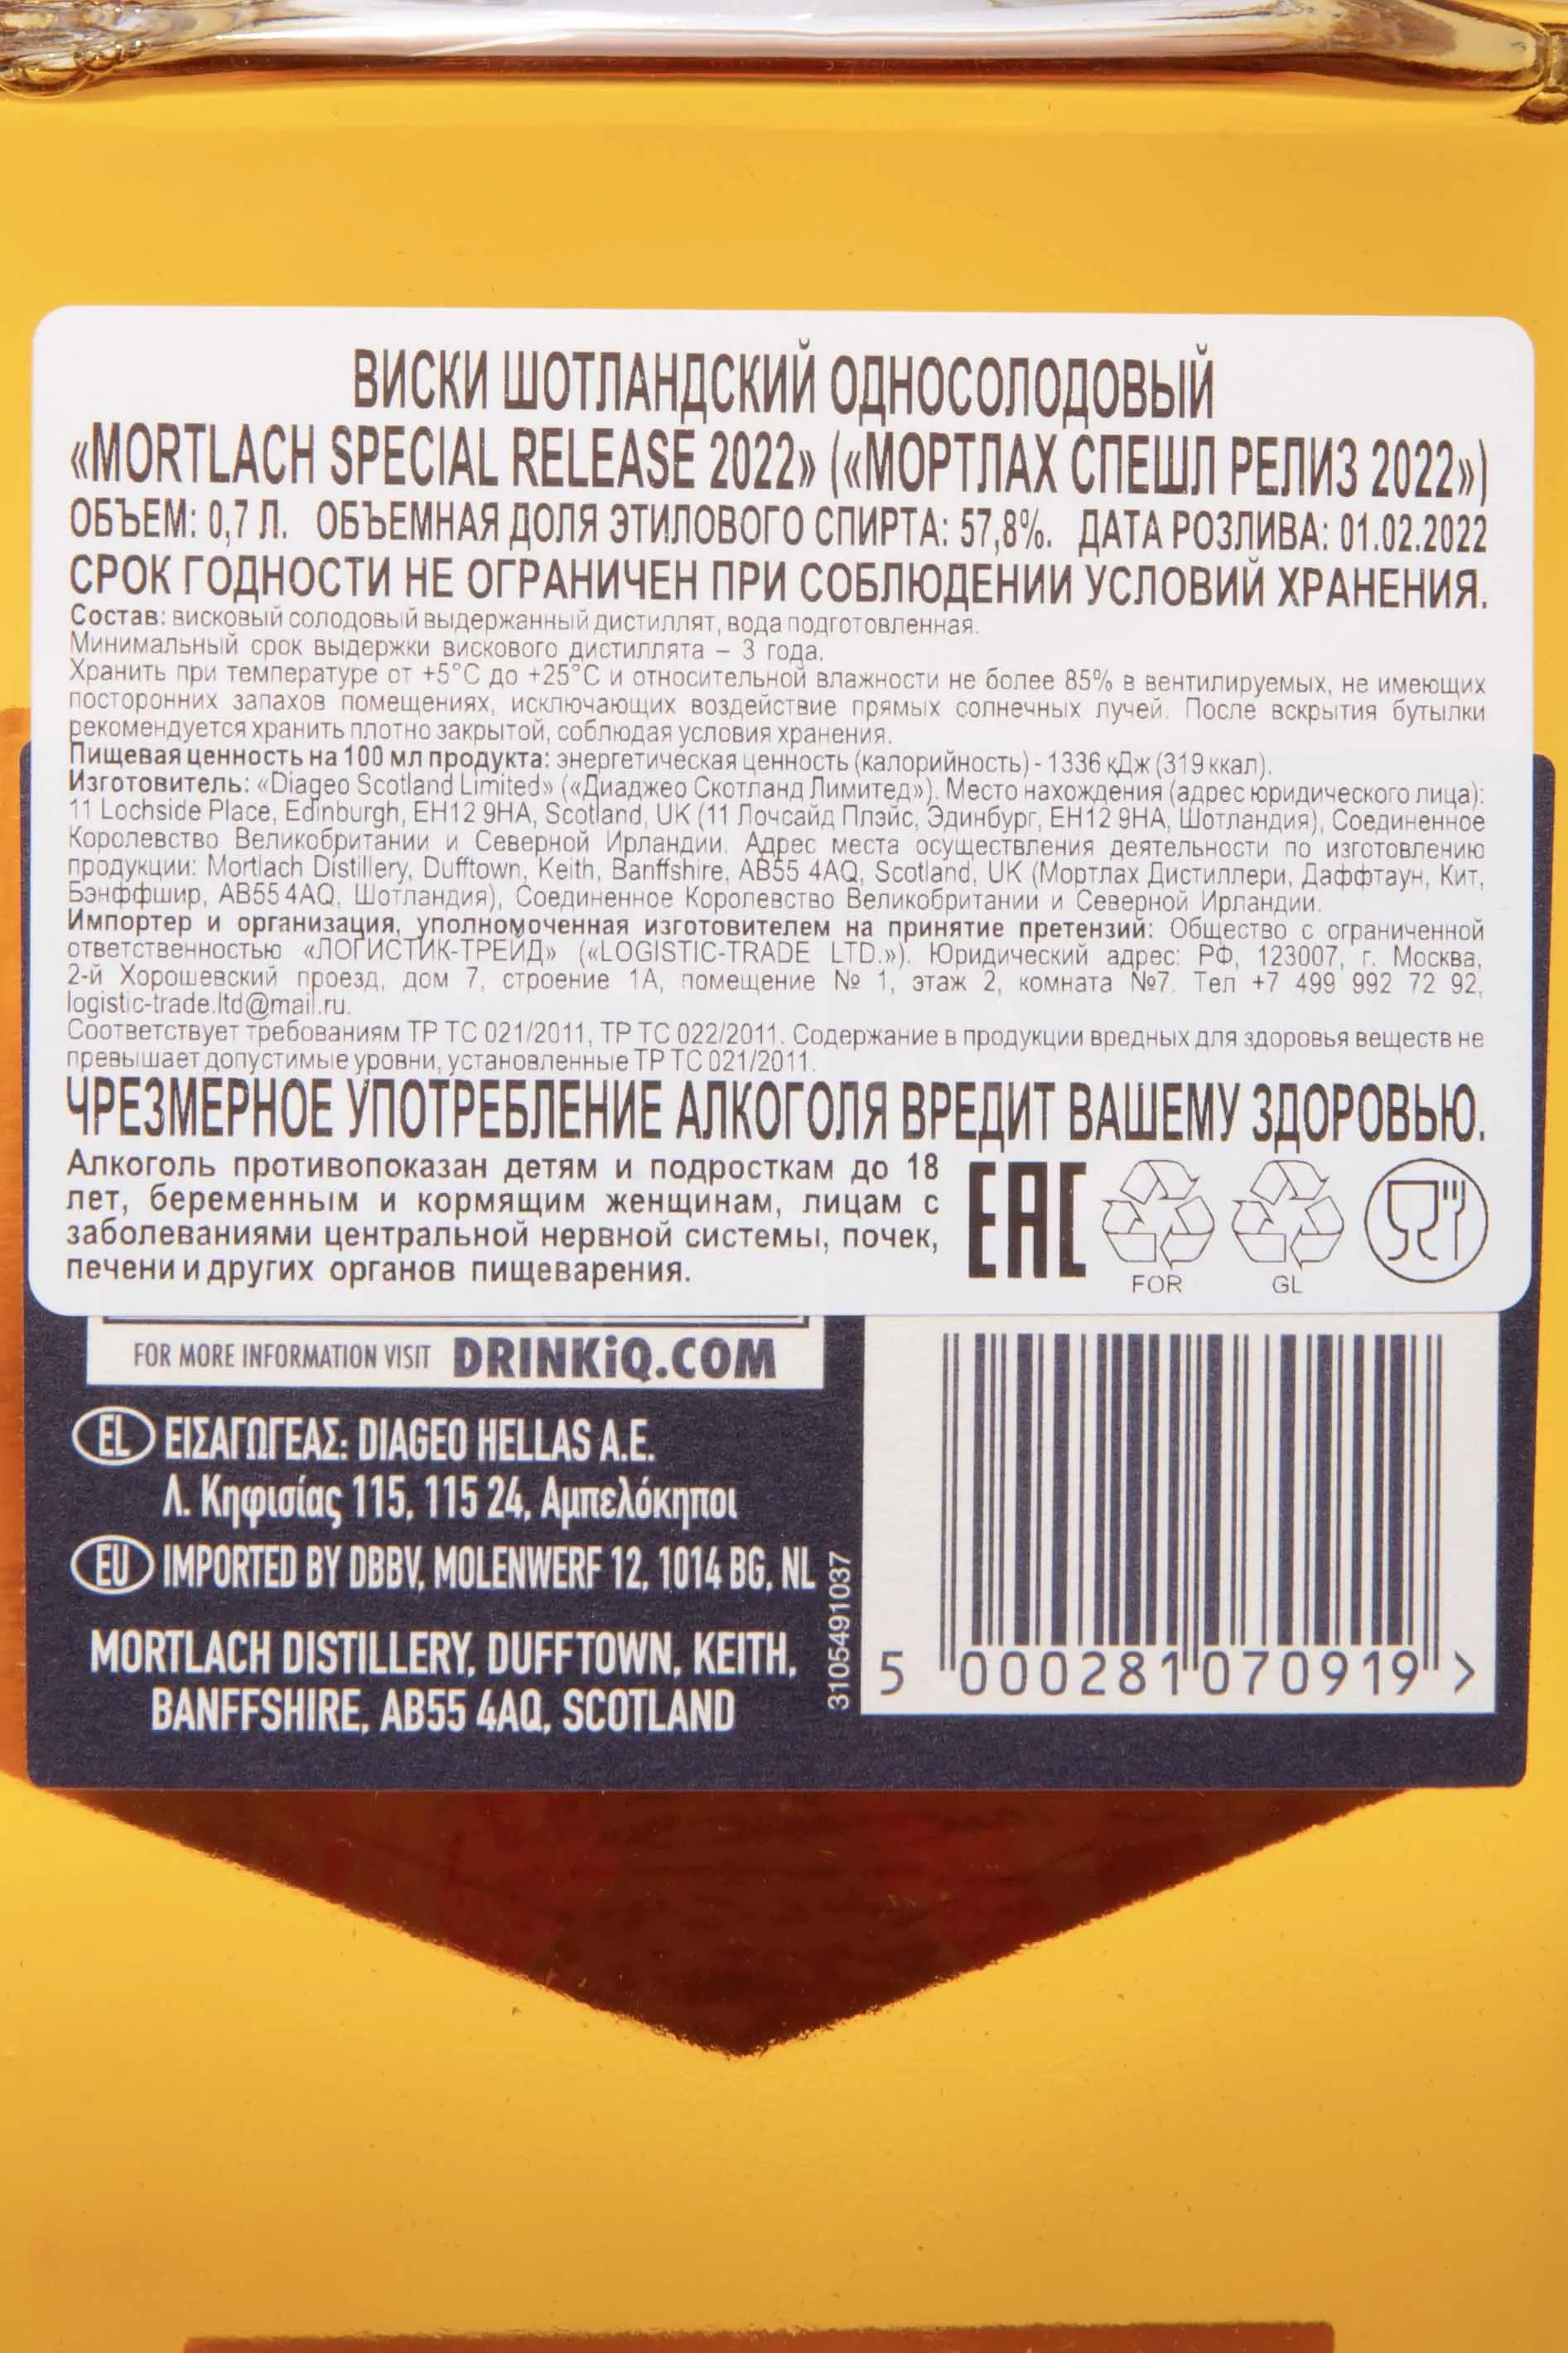 ВИСКИ ШОТЛАНДСКИЙ ОДНОСОЛОДОВЫЙ
«MORTLACH SPECIAL RELEASE 2022» («МОРТЛАХ СПЕШЛ РЕЛИЗ 2022»)
ОБЪЕМ: 0,7 Л. ОБЪЕМНАЯ ДОЛЯ ЭТИЛОВОГО СПИРТА: 57,8%. ДАТА РОЗЛИВА: 01.02.2022
СРОК ГОДНОСТИ НЕ ОГРАНИЧЕН ПРИ СОБЛЮДЕНИИ УСЛОВИЙ ХРАНЕНИЯ.
Состав: висковый солодовый выдержанный дистиллят, вода подготовленная.
Минимальный срок выдержки вискового дистиллята – 3 года.
Хранить при температуре от +5°С до +25°С и относительной влажности не более 85% в вентилируемых, не имеющих
посторонних запахов помещениях, исключающих воздействие прямых солнечных лучей. После вскрытия бутылки
рекомендуется хранить плотно закрытой, соблюдая условия хранения.
Пищевая ценность на 100 мл продукта: энергетическая ценность (калорийность) - 1336 кДж (319 ккал).
Изготовитель: «Diageo Scotland Limited» («Диаджео Скотланд Лимитед»). Место нахождения (адрес юридического лица):
11 Lochside Place, Edinburgh, EH12 9HA, Scotland, UK (11 Лочсайд Плэйс, Эдинбург, EH12 9HA, Шотландия), Соединенное
Королевство Великобритании и Северной Ирландии. Адрес места осуществления деятельности по изготовлению
продукции: Mortlach Distillery, Dufftown, Keith, Banffshire, AB55 4AQ, Scotland, UK (Мортлах Дистиллери, Даффтаун, Кит,
Бэнффшир, AB55 4AQ, Шотландия), Соединенное Королевство Великобритании и Северной Ирландии.
Импортер и организация, уполномоченная изготовителем на принятие претензий: Общество с ограниченной
ответственностью «ЛОГИСТИК-ТРЕЙД» («LOGISTIC-TRADE LTD.»). Юридический адрес: РФ, 123007, г. Москва,
2-й Хорошевский проезд, дом 7, строение 1А, помещение № 1, этаж 2, комната №7. Тел +7 499 992 72 92,
logistic-trade.ltd@mail.ru.
Соответствует требованиям ТР ТС 021/2011, ТР ТС 022/2011. Содержание в продукции вредных для здоровья веществ не
превышает допустимые уровни, установленные ТР ТС 021/2011.
ЧРЕЗМЕРНОЕ УПОТРЕБЛЕНИЕ АЛКОГОЛЯ ВРЕДИТ ВАШЕМУ ЗДОРОВЬЮ.
Алкоголь противопоказан детям и подросткам до 18
лет, беременным и кормящим женщинам, лицам с
заболеваниями центральной нервной системы, почек,
печени и других органов пищеварения.
EAC
FOR
GL
FOR MORE INFORMATION VISIT DRINKiQ.COM
EL ΕΙΣΑΓΩΓΕΑΣ: DIAGEO HELLAS A.E.
Λ. Κηφισίας 115, 115 24, Αμπελόκηποι
EU IMPORTED BY DBBV, MOLENWERF 12, 1014 BG, NL
MORTLACH DISTILLERY, DUFFTOWN, KEITH,
BANFFSHIRE, AB55 4AQ, SCOTLAND
3105491037
5 000281 070919 >